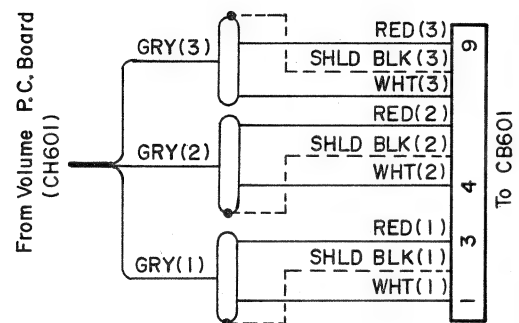 From Volume P.C. Board
(CH601)
GRY(3)
RED(3)
SHLD BLK(3)
WHT(3)
GRY(2)
RED(2)
SHLD BLK(2)
WHT(2)
GRY(1)
RED(1)
SHLD BLK(1)
WHT(1)
9
4
3
1
To CB601